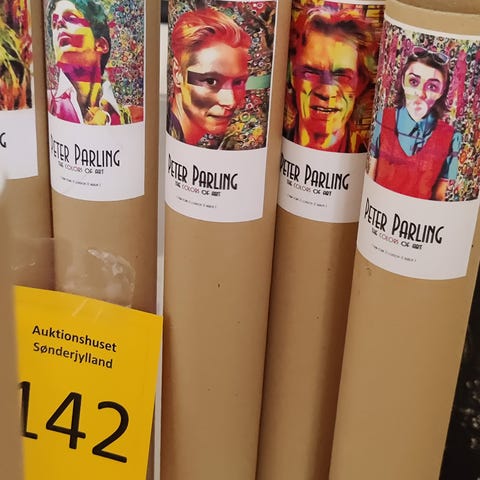 PETER PARLING
THE COLORS OF ART
PETER PARLING
THE COLORS OF ART
PETER PARLING
THE COLORS OF ART
PETER PARLING
THE COLORS OF ART
Auktionshuset
Sønderjylland
142